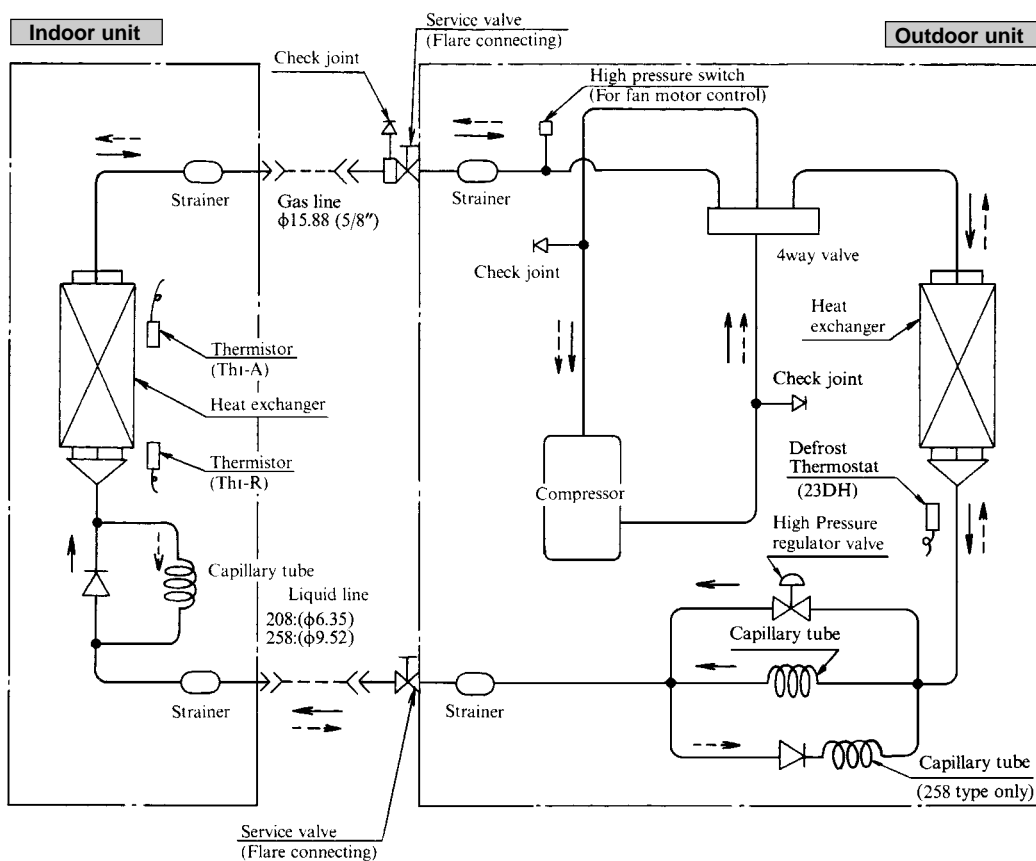 Indoor unit
Service valve
(Flare connecting)
Outdoor unit
Check joint
High pressure switch
(For fan motor control)
Strainer
Gas line
ϕ15.88 (5/8″)
Strainer
4way valve
Check joint
Heat
exchanger
Thermistor
(Th1-A)
Heat exchanger
Check joint
Thermistor
(Th1-R)
Compressor
Defrost
Thermostat
(23DH)
High Pressure
regulator valve
Capillary tube
Liquid line
208:(ϕ6.35)
258:(ϕ9.52)
Capillary tube
Strainer
Strainer
Capillary tube
(258 type only)
Service valve
(Flare connecting)